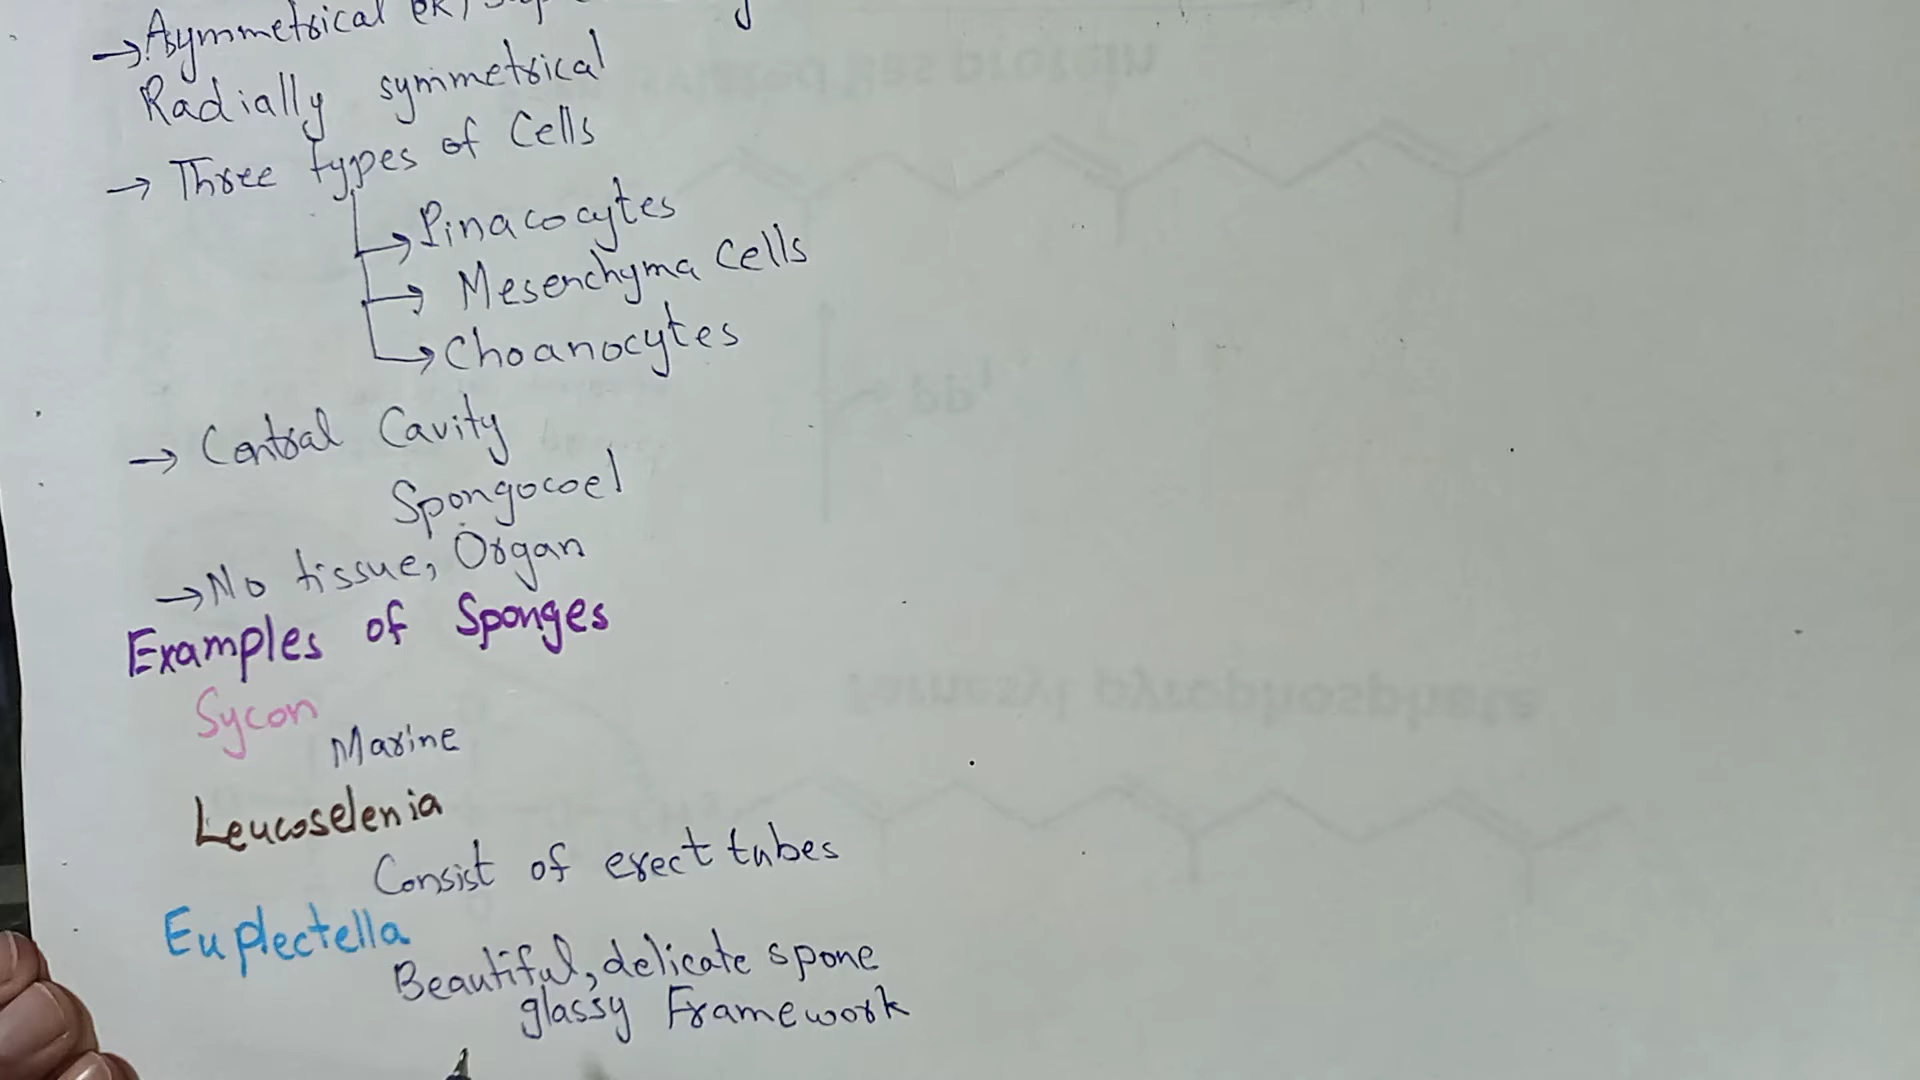 → Asymmetrical
Radially symmetrical
→ Three types of Cells
→ Pinacocytes
→ Mesenchyma Cells
→ Choanocytes
→ Central Cavity
Spongocoel
→ No tissue, Organ
Examples of Sponges
Sycon
Marine
Leucoselenia
Consist of erect tubes
Euplectella
Beautiful, delicate spone
glassy Framework